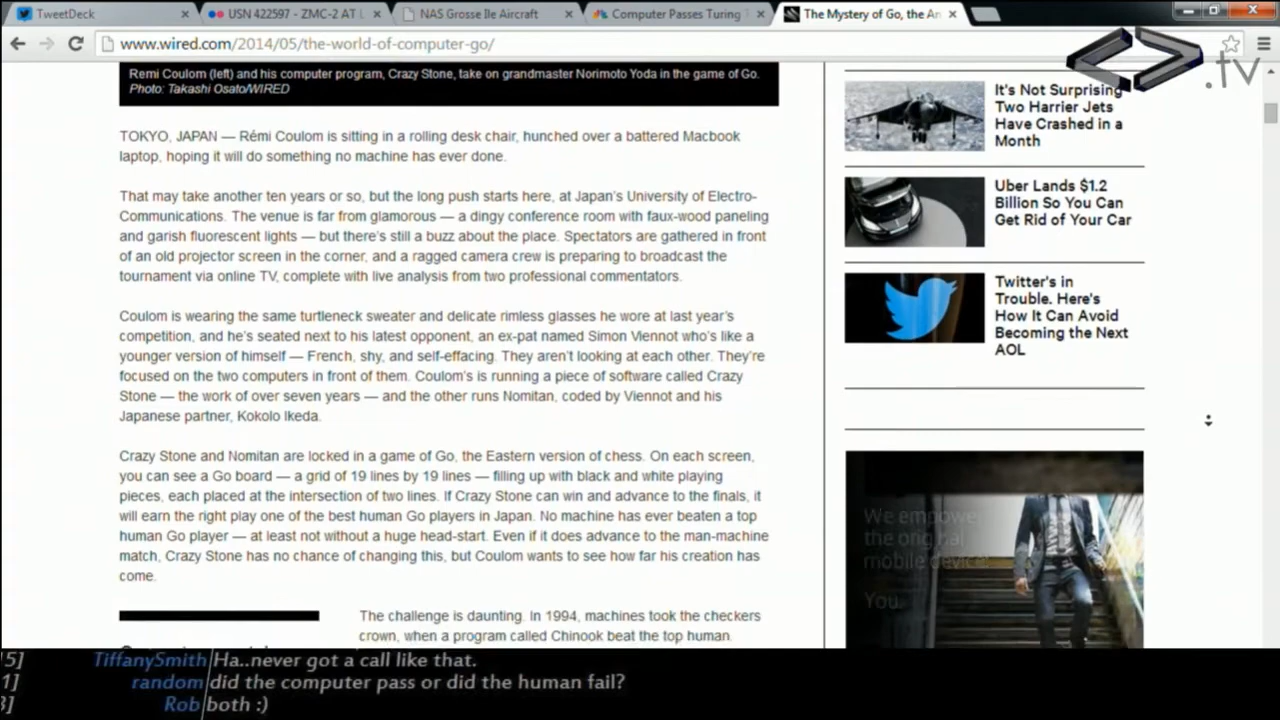 TweetDeck
USN 422597 - ZMC-2 AT
NAS Grosse Ile Aircraft
Computer Passes Turing
The Mystery of Go, the An
www.wired.com/2014/05/the-world-of-computer-go/
.tv
Remi Coulom (left) and his computer program, Crazy Stone, take on grandmaster Norimoto Yoda in the game of Go.
Photo: Takashi Osato/WIRED
TOKYO, JAPAN — Rémi Coulom is sitting in a rolling desk chair, hunched over a battered Macbook
laptop, hoping it will do something no machine has ever done.
That may take another ten years or so, but the long push starts here, at Japan's University of Electro-
Communications. The venue is far from glamorous — a dingy conference room with faux-wood paneling
and garish fluorescent lights — but there's still a buzz about the place. Spectators are gathered in front
of an old projector screen in the corner, and a ragged camera crew is preparing to broadcast the
tournament via online TV, complete with live analysis from two professional commentators.
Coulom is wearing the same turtleneck sweater and delicate rimless glasses he wore at last year's
competition, and he's seated next to his latest opponent, an ex-pat named Simon Viennot who's like a
younger version of himself — French, shy, and self-effacing. They aren't looking at each other. They're
focused on the two computers in front of them. Coulom's is running a piece of software called Crazy
Stone — the work of over seven years — and the other runs Nomitan, coded by Viennot and his
Japanese partner, Kokolo Ikeda.
Crazy Stone and Nomitan are locked in a game of Go, the Eastern version of chess. On each screen,
you can see a Go board — a grid of 19 lines by 19 lines — filling up with black and white playing
pieces, each placed at the intersection of two lines. If Crazy Stone can win and advance to the finals, it
will earn the right play one of the best human Go players in Japan. No machine has ever beaten a top
human Go player — at least not without a huge head-start. Even if it does advance to the man-machine
match, Crazy Stone has no chance of changing this, but Coulom wants to see how far his creation has
come.
The challenge is daunting. In 1994, machines took the checkers
crown, when a program called Chinook beat the top human.
It's Not Surprising
Two Harrier Jets
Have Crashed in a
Month
Uber Lands $1.2
Billion So You Can
Get Rid of Your Car
Twitter's in
Trouble. Here's
How It Can Avoid
Becoming the Next
AOL
We empower
the original
mobile device.
You.
5] TiffanySmith Ha..never got a call like that.
1] random did the computer pass or did the human fail?
3] Rob both :)